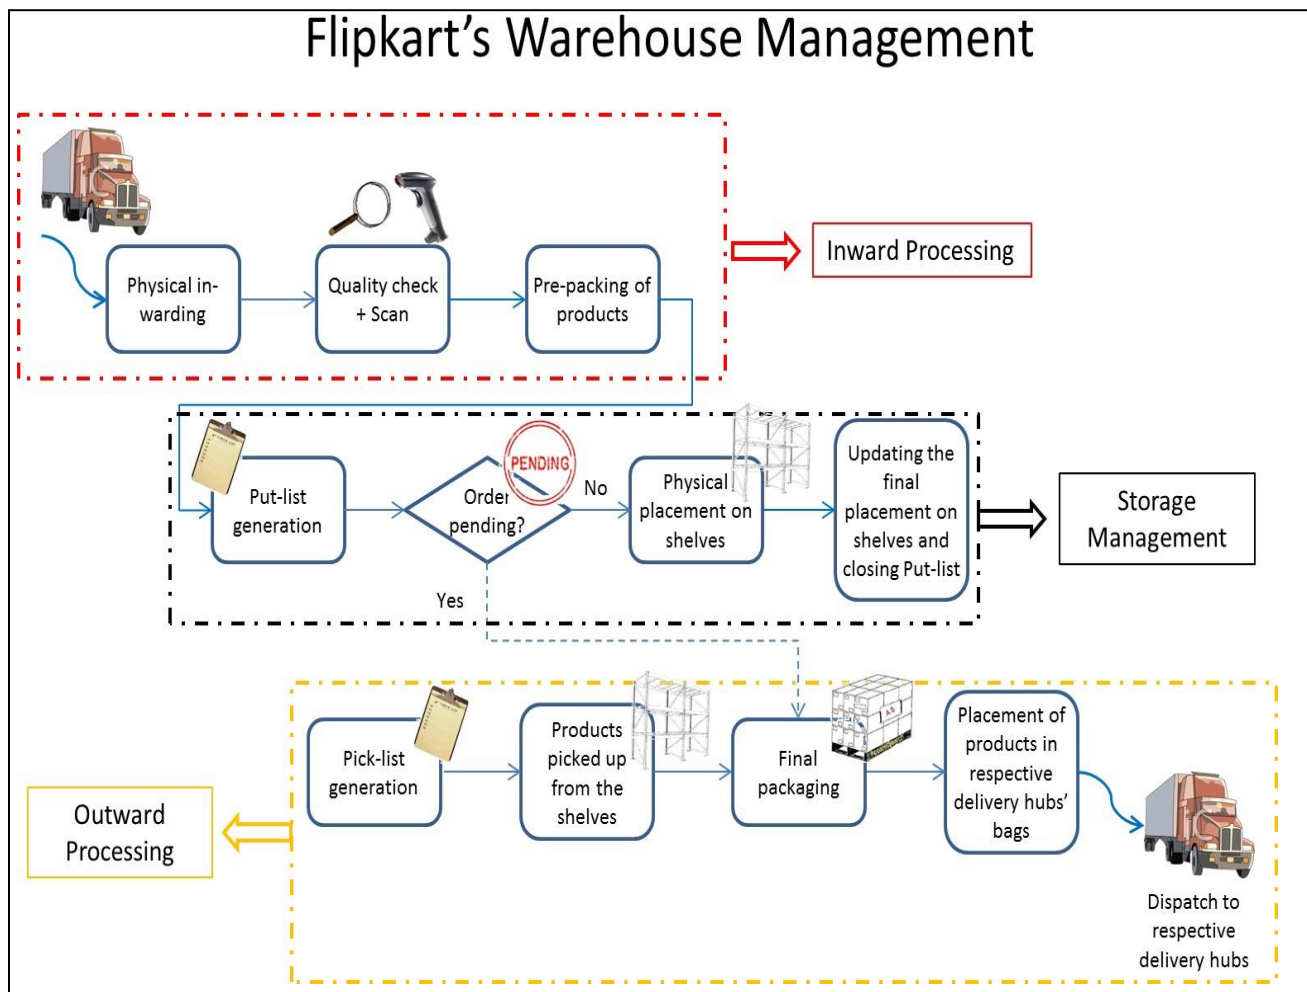 Flipkart's Warehouse Management
Physical in-
warding
Quality check
+ Scan
Pre-packing of
products
Inward Processing
Put-list
generation
Order
pending?
PENDING
No
Yes
Physical
placement on
shelves
Updating the
final
placement on
shelves and
closing Put-list
Storage
Management
Pick-list
generation
Products
picked up
from the
shelves
Final
packaging
Placement of
products in
respective
delivery hubs'
bags
Outward
Processing
Dispatch to
respective
delivery hubs